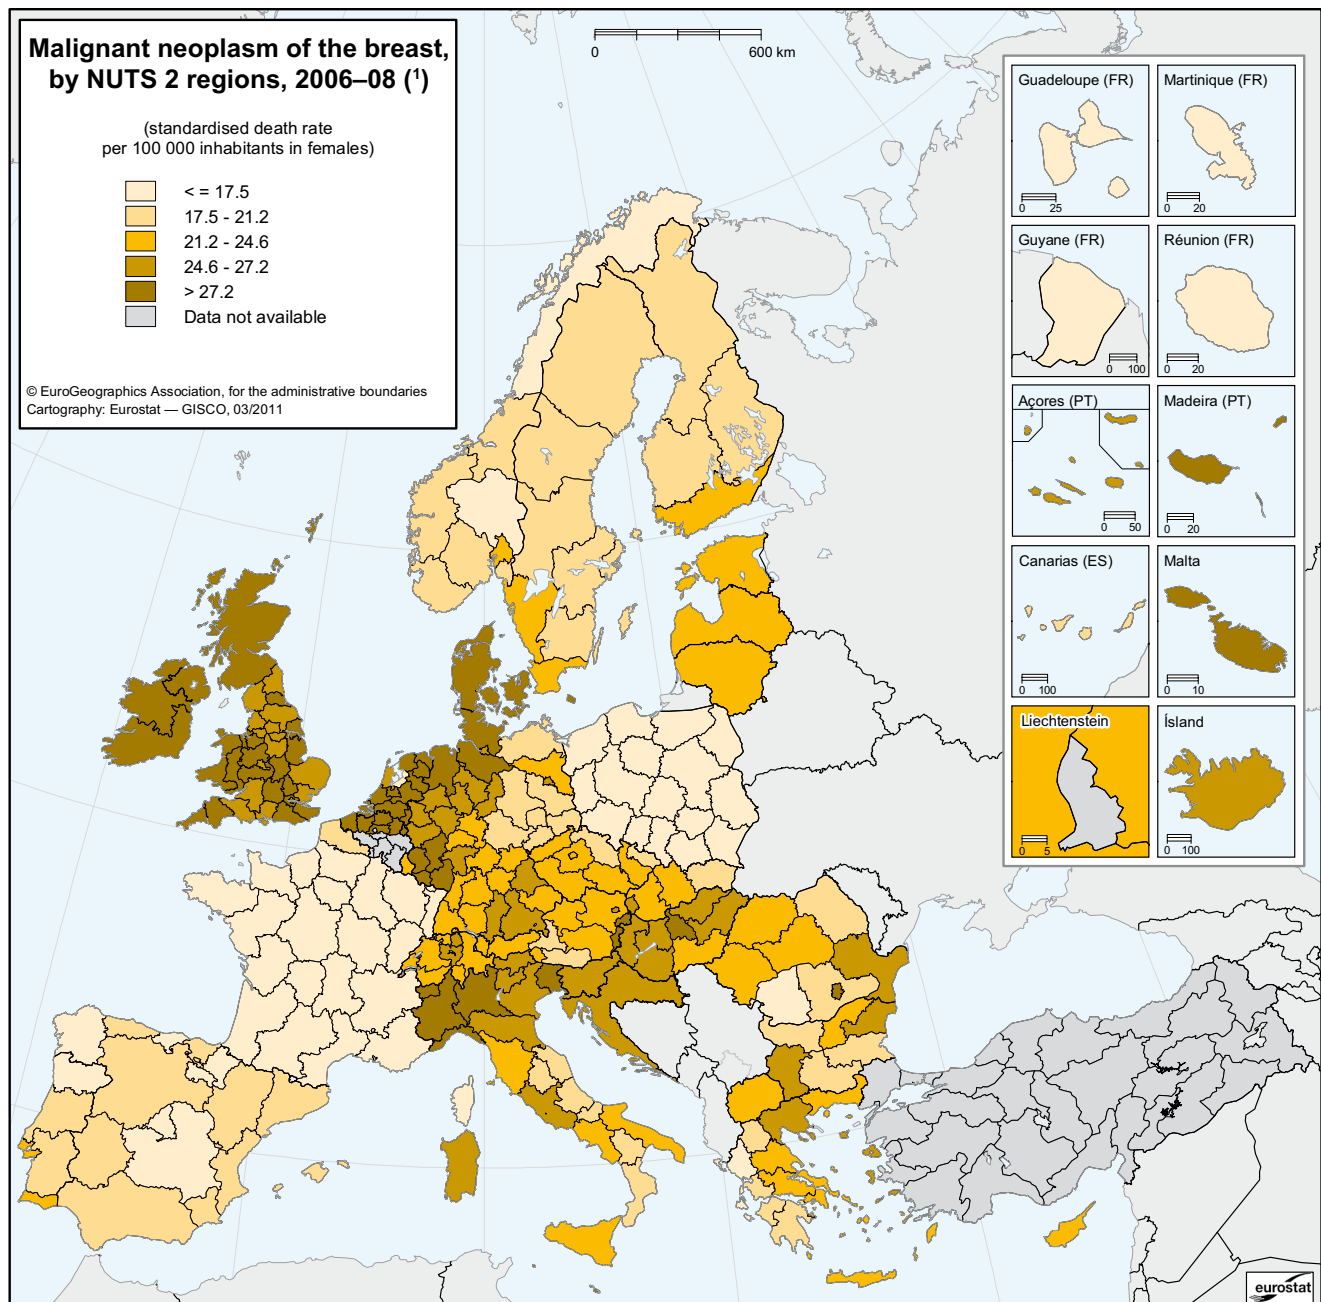 Malignant neoplasm of the breast,
by NUTS 2 regions, 2006–08 (¹)
(standardised death rate
per 100 000 inhabitants in females)
< = 17.5
17.5 - 21.2
21.2 - 24.6
24.6 - 27.2
> 27.2
Data not available
© EuroGeographics Association, for the administrative boundaries
Cartography: Eurostat — GISCO, 03/2011
0 600 km
Guadeloupe (FR)
0 25
Martinique (FR)
0 20
Guyane (FR)
0 100
Réunion (FR)
0 20
Açores (PT)
0 50
Madeira (PT)
0 20
Canarias (ES)
0 100
Malta
0 10
Liechtenstein
0 5
Ísland
0 100
eurostat